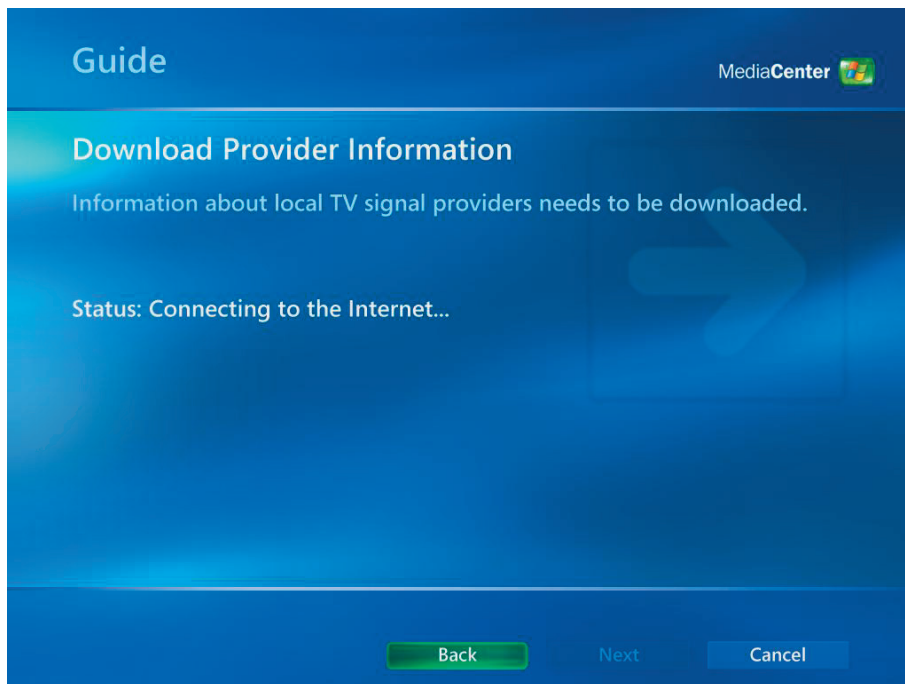 Guide
MediaCenter
Download Provider Information
Information about local TV signal providers needs to be downloaded.
Status: Connecting to the Internet...
Back
Next
Cancel